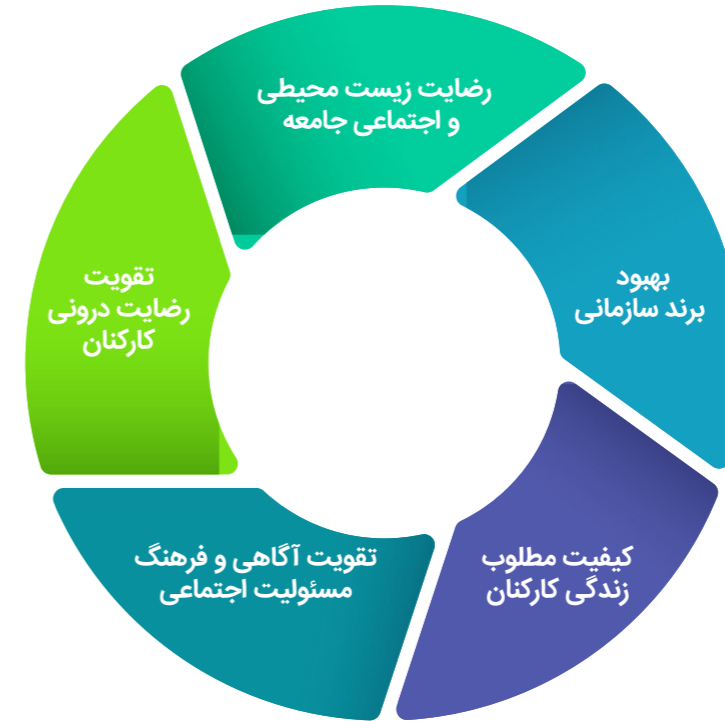 رضایت زیست محیطی
و اجتماعی جامعه
بهبود
برند سازمانی
کیفیت مطلوب
زندگی کارکنان
تقویت آگاهی و فرهنگ
مسئولیت اجتماعی
تقویت
رضایت درونی
کارکنان